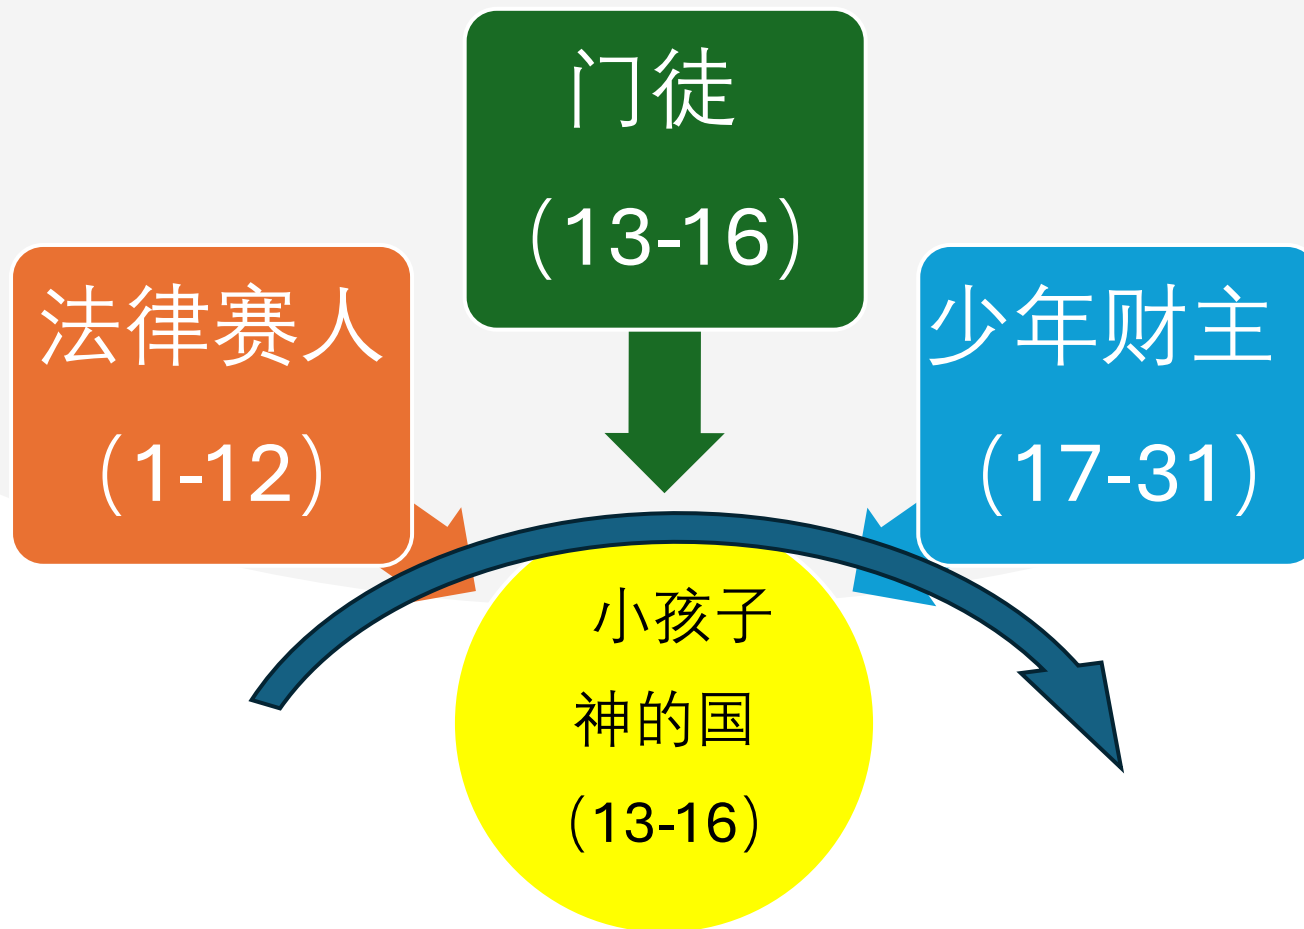 门徒
（13-16）
法律赛人
（1-12）
少年财主
（17-31）
小孩子
神的国
（13-16）